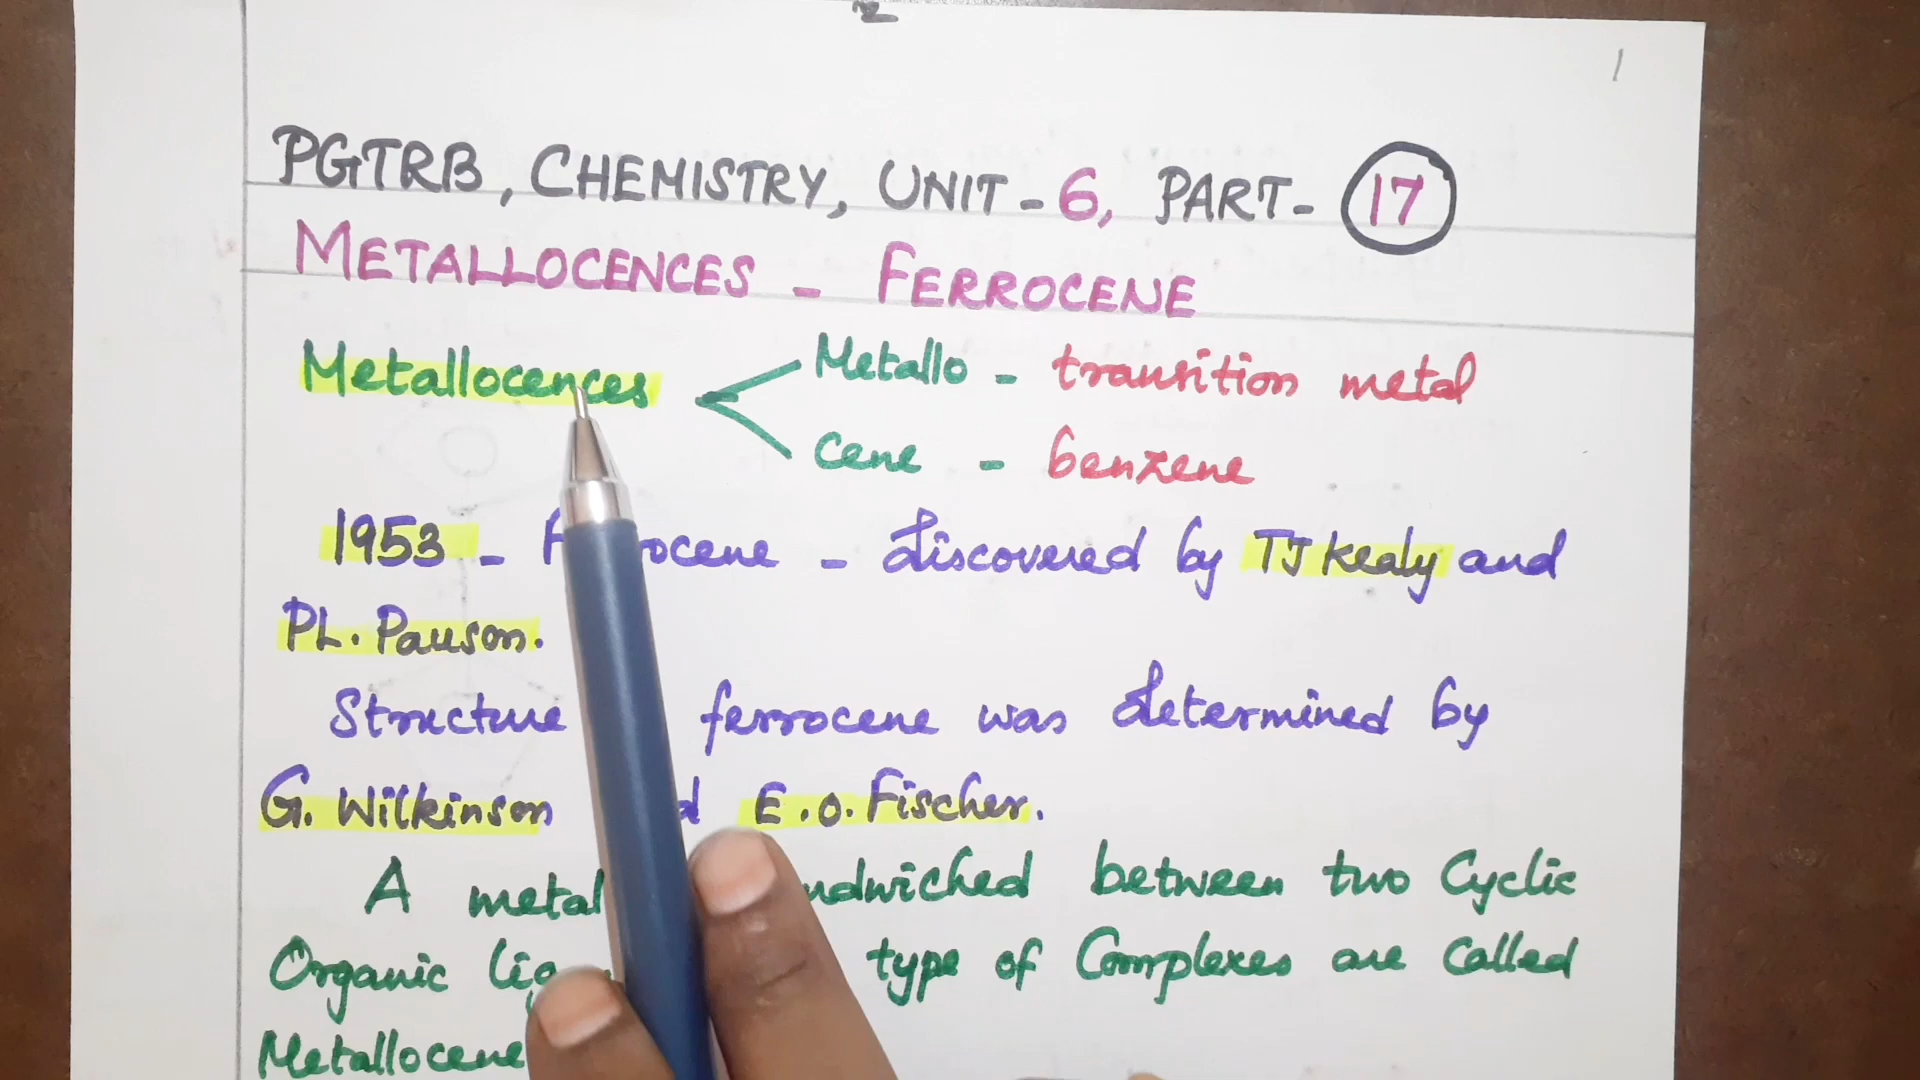 PGTRB, CHEMISTRY, UNIT - 6, PART - 17
METALLOCENCES - FERROCENE
Metallocences
Metallo - transition metal
cene - benzene
1953 - ocene - discovered by TJ Kealy and
PL. Pauson.
Structure ferrocene was determined by
G. Wilkinson E.O. Fischer.
A metal ndwiched between two Cyclic
Organic lig type of Complexes are called
Metallocene